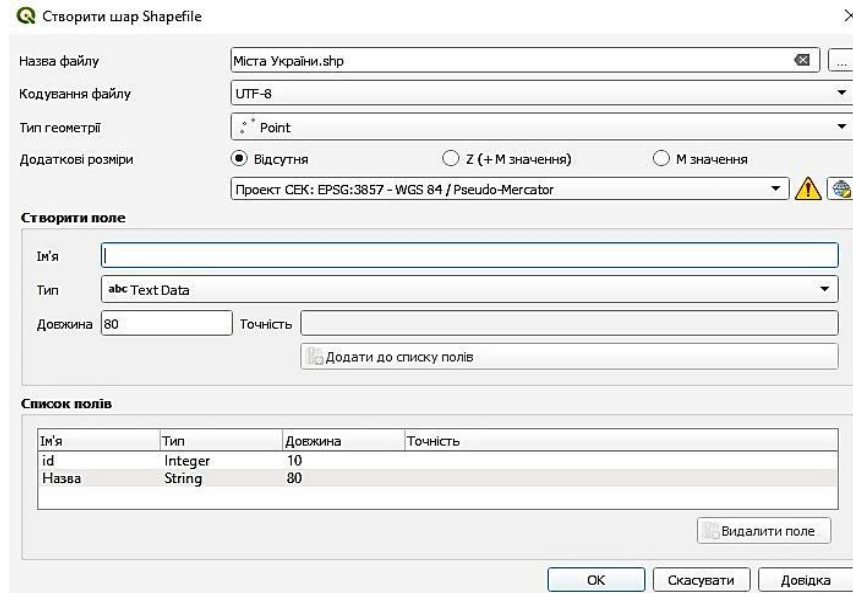 Створити шар Shapefile
Назва файлу Міста України.shp ...
Кодування файлу UTF-8
Тип геометрії Point
Додаткові розміри Відсутня Z (+ M значення) M значення
Проект СЕК: EPSG:3857 - WGS 84 / Pseudo-Mercator
Створити поле
Ім'я
Тип abc Text Data
Довжина 80 Точність
Додати до списку полів
Список полів
Ім'я Тип Довжина Точність
id Integer 10
Назва String 80
Видалити поле
OK Скасувати Довідка